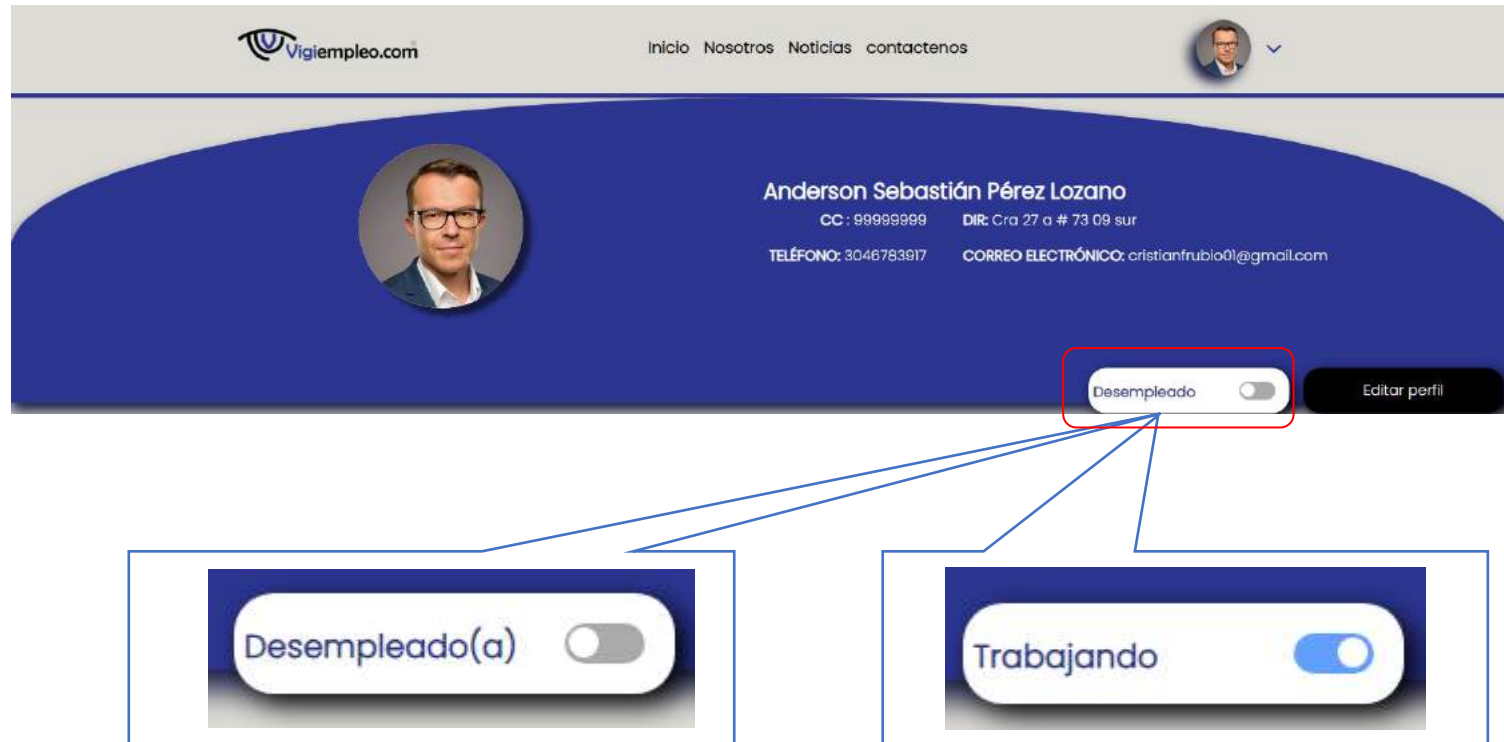 Vigiempleo.com
Inicio Nosotros Noticias contactenos
Anderson Sebastián Pérez Lozano
CC : 99999999 DIR: Cra 27 a # 73 09 sur
TELÉFONO: 3046783917 CORREO ELECTRÓNICO: cristianfrubio01@gmail.com
Desempleado
Editar perfil
Desempleado(a)
Trabajando